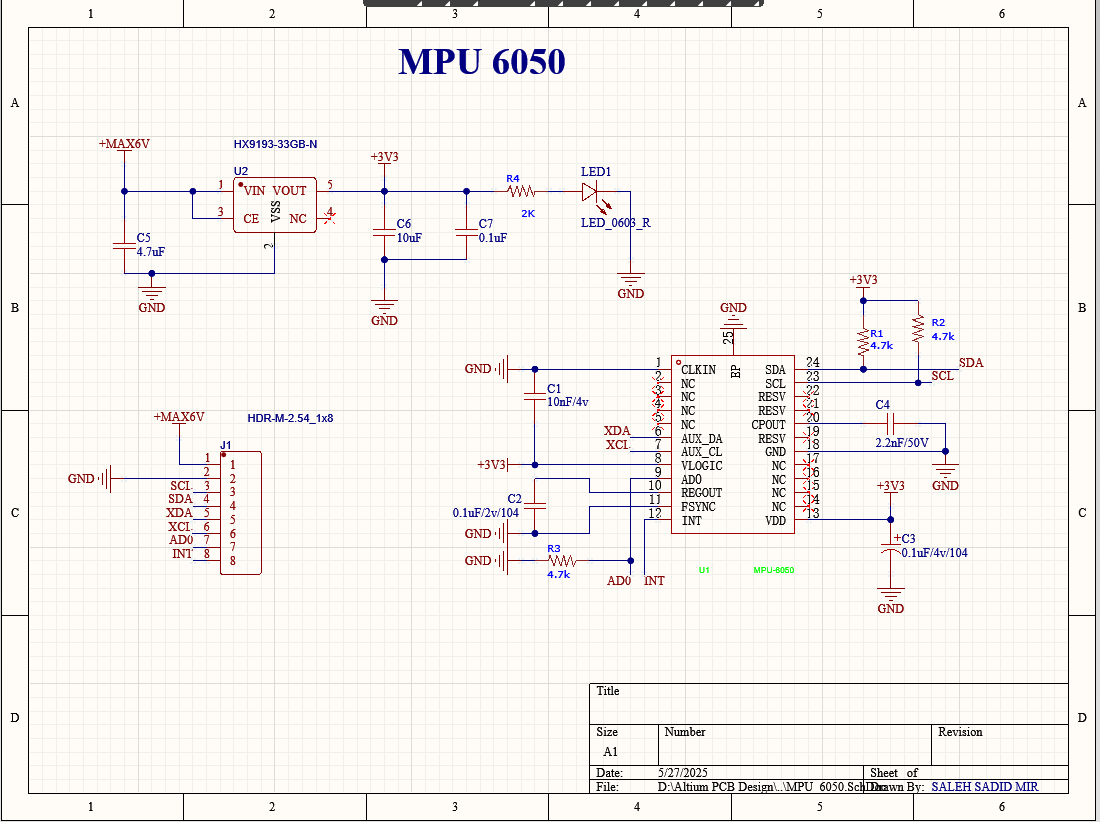 1 2 3 4 5 6
MPU 6050
A A
+MAX6V
HX9193-33GB-N
U2
1 VIN VOUT 5
3 CE VSS NC 4
2
C5
4.7uF
GND
+3V3
C6
10uF
C7
0.1uF
GND
R4
2K
LED1
LED_0603_R
GND
B B
GND
25
+3V3
R1
4.7k
R2
4.7k
SDA
SCL
GND
C1
10nF/4v
XDA
XCL
+3V3
C2
0.1uF/2v/104
GND
GND
R3
4.7k
AD0 INT
1 CLKIN EP SDA 24
2 NC SCL 23
3 NC RESV 22
4 NC RESV 21
5 NC CPOUT 20
6 AUX_DA RESV 19
7 AUX_CL GND 18
8 VLOGIC NC 17
9 AD0 NC 16
10 REGOUT NC 15
11 FSYNC NC 14
12 INT VDD 13
U1 MPU-6050
C4
2.2nF/50V
GND
+3V3
+C3
0.1uF/4v/104
GND
+MAX6V
HDR-M-2.54_1x8
J1
GND
1 1
2 2
SCL 3 3
SDA 4 4
XDA 5 5
XCL 6 6
AD0 7 7
INT 8 8
C C
D D
Title
Size Number Revision
A1
Date: 5/27/2025 Sheet of
File: D:\Altium PCB Design\..\MPU 6050.SchDoc Drawn By: SALEH SADID MIR
1 2 3 4 5 6